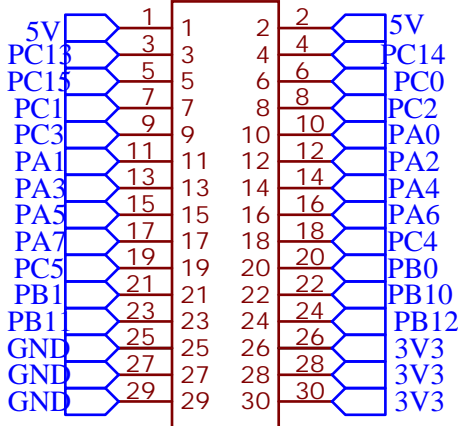 5V 1 1 2 2 5V
PC13 3 3 4 4 PC14
PC15 5 5 6 6 PC0
PC1 7 7 8 8 PC2
PC3 9 9 10 10 PA0
PA1 11 11 12 12 PA2
PA3 13 13 14 14 PA4
PA5 15 15 16 16 PA6
PA7 17 17 18 18 PC4
PC5 19 19 20 20 PB0
PB1 21 21 22 22 PB10
PB11 23 23 24 24 PB12
GND 25 25 26 26 3V3
GND 27 27 28 28 3V3
GND 29 29 30 30 3V3